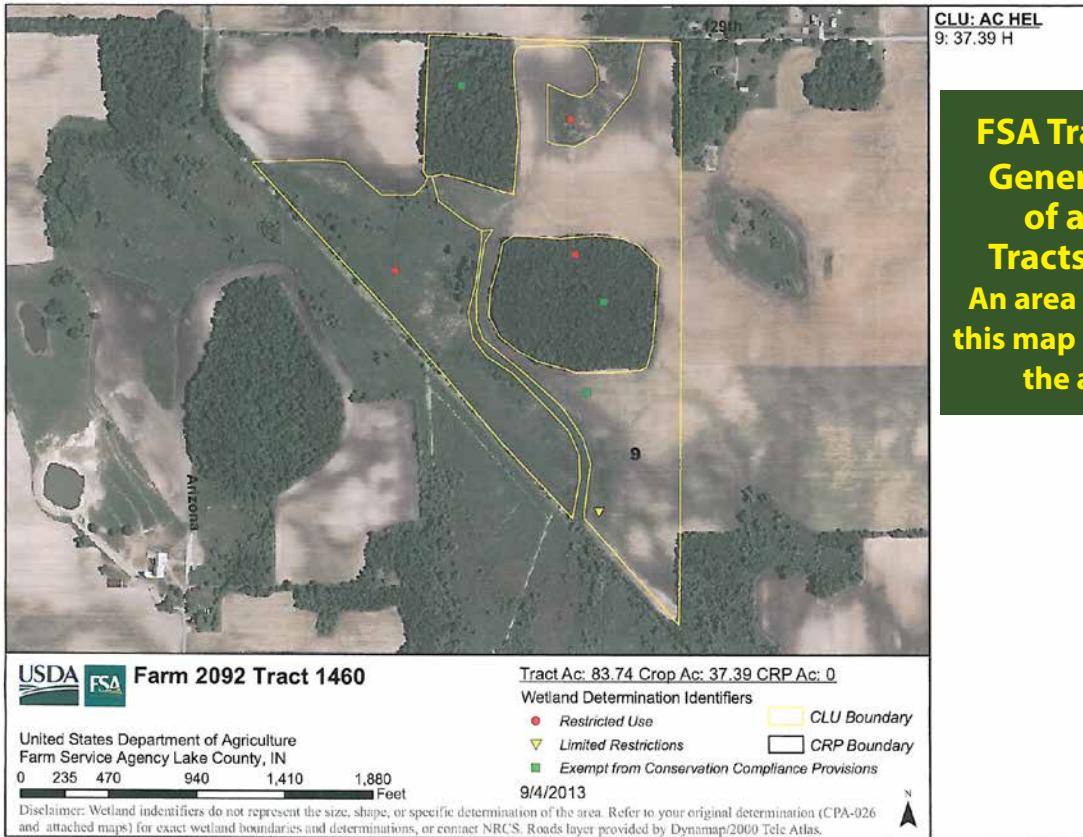 129th
Arizona
9
CLU: AC HEL
9: 37.39 H
FSA Tra
Gener
of a
Tracts
An area
this map
the a
USDA
FSA
Farm 2092 Tract 1460
United States Department of Agriculture
Farm Service Agency Lake County, IN
0 235 470 940 1,410 1,880
Feet
Tract Ac: 83.74 Crop Ac: 37.39 CRP Ac: 0
Wetland Determination Identifiers
Restricted Use
Limited Restrictions
Exempt from Conservation Compliance Provisions
CLU Boundary
CRP Boundary
9/4/2013
N
Disclaimer: Wetland indentifiers do not represent the size, shape, or specific determination of the area. Refer to your original determination (CPA-026
and attached maps) for exact wetland boundaries and determinations, or contact NRCS. Roads layer provided by Dynamap/2000 Tele Atlas.